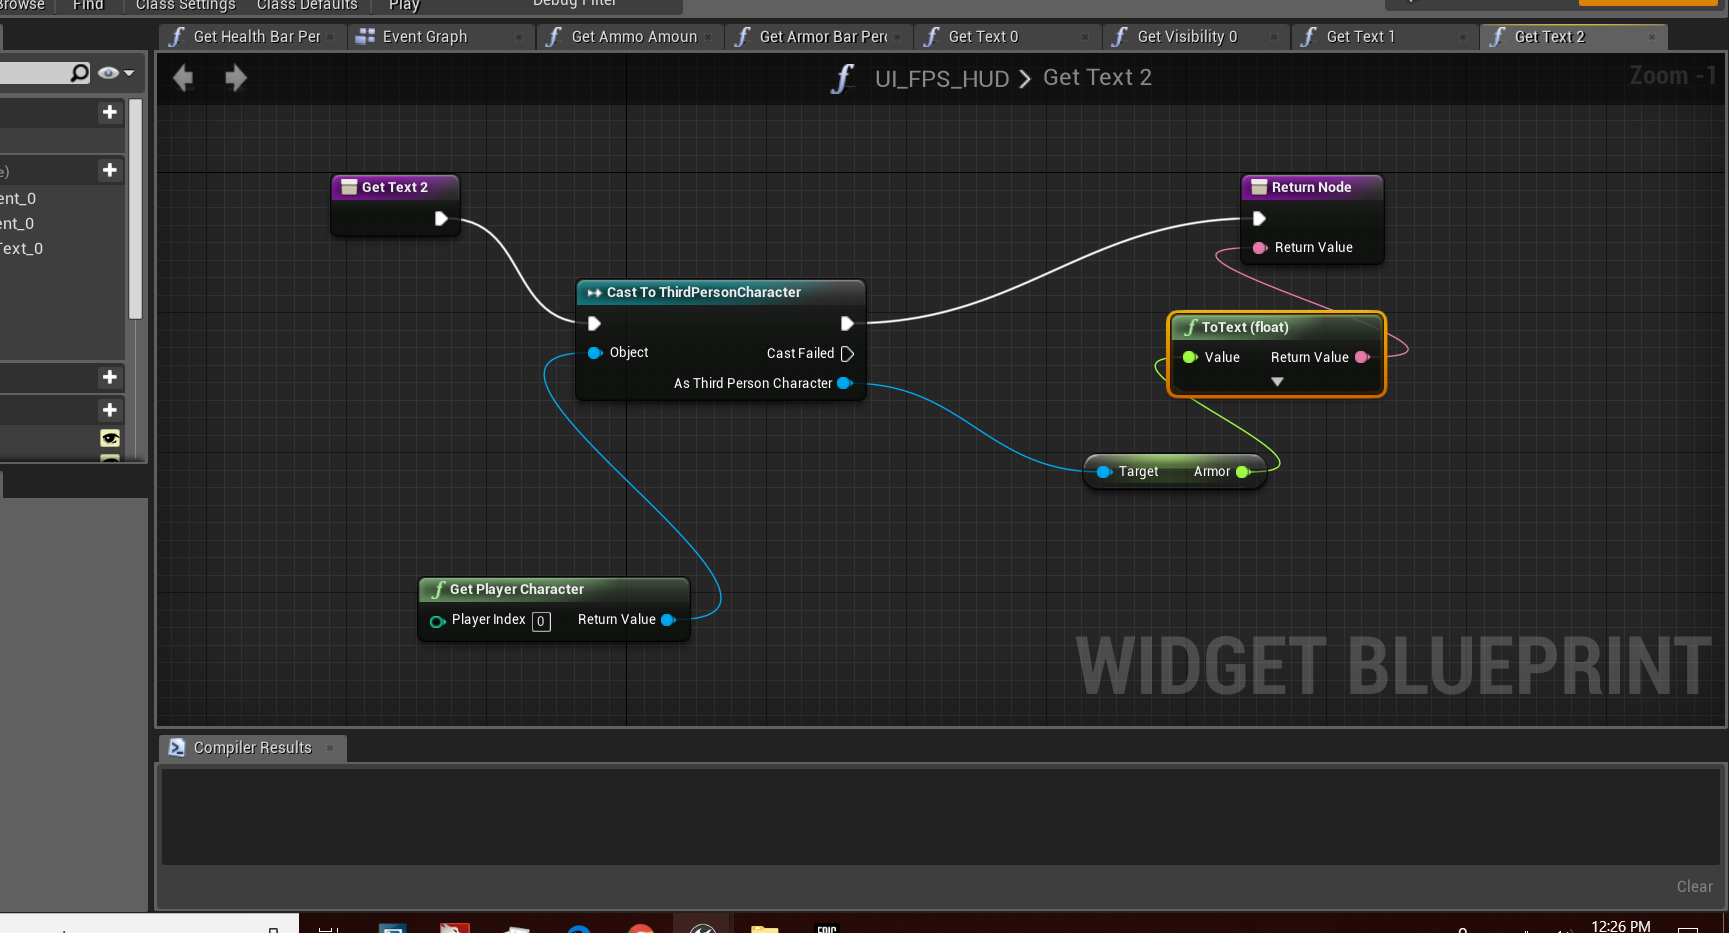 Browse Find Class Settings Class Defaults Play Debug Filter
Get Health Bar Per Event Graph Get Ammo Amoun Get Armor Bar Perc Get Text 0 Get Visibility 0 Get Text 1 Get Text 2
UI_FPS_HUD > Get Text 2
Zoom -1
e)
ent_0
ent_0
Text_0
Get Text 2
Cast To ThirdPersonCharacter
Object
Cast Failed
As Third Person Character
Return Node
Return Value
ToText (float)
Value Return Value
Target Armor
Get Player Character
Player Index 0 Return Value
WIDGET BLUEPRINT
Compiler Results
Clear
EPIC
12:26 PM